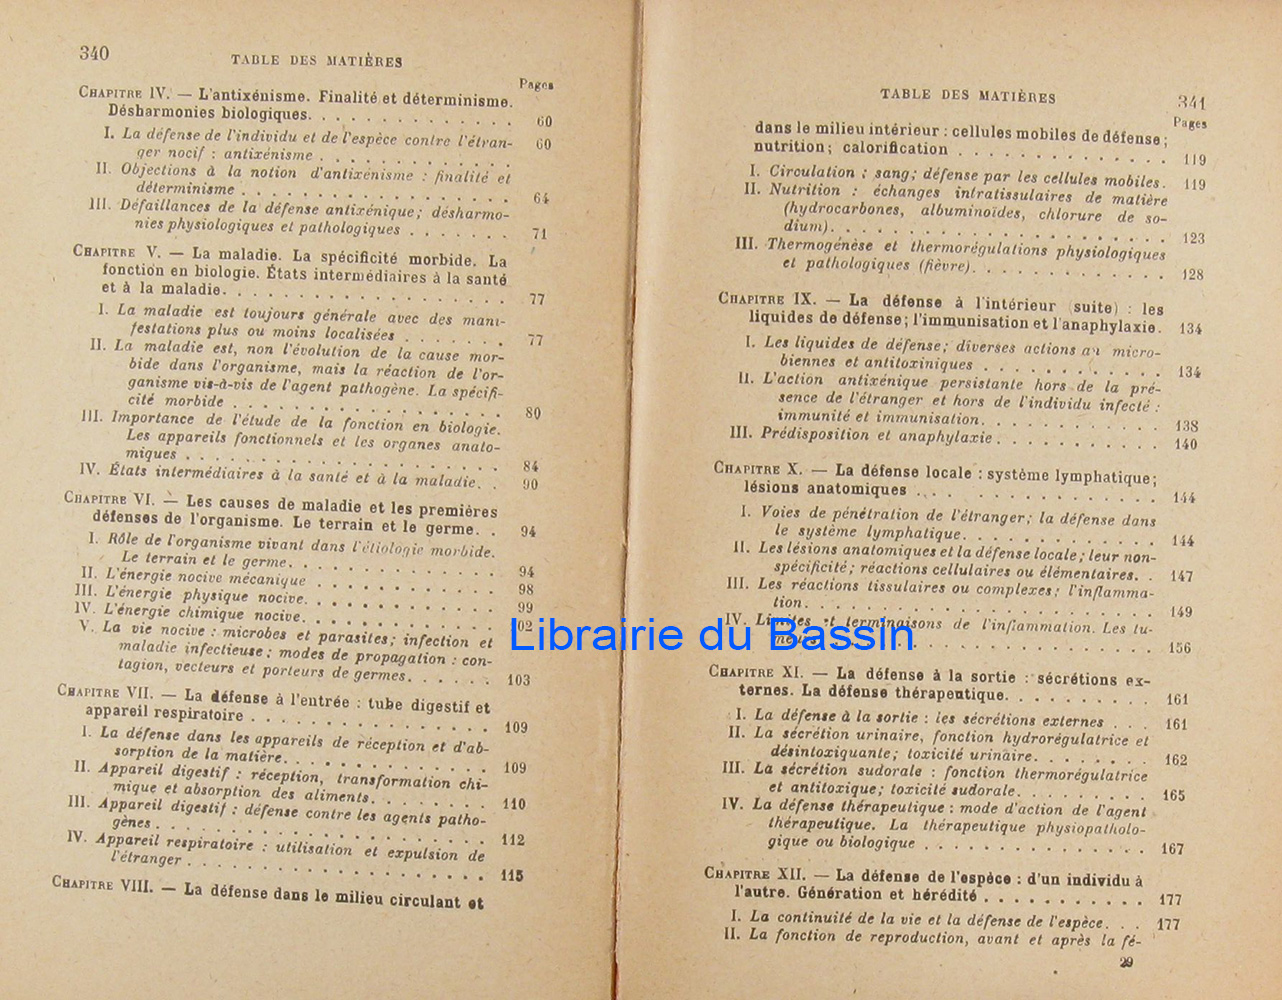 340
TABLE DES MATIÈRES
Pages
CHAPITRE IV. — L'antixénisme. Finalité et déterminisme.
Désharmonies biologiques. . . . . . . . . . . . 60
I. La défense de l'individu et de l'espèce contre l'étran-
ger nocif : antixénisme . . . . . . . . . . 60
II. Objections à la notion d'antixénisme : finalité et
déterminisme . . . . . . . . . . . . . . 64
III. Défaillances de la défense antixénique; désharmo-
nies physiologiques et pathologiques . . . . . . . 71
CHAPITRE V. — La maladie. La spécificité morbide. La
fonction en biologie. États intermédiaires à la santé
et à la maladie. . . . . . . . . . . . . . . . 77
I. La maladie est toujours générale avec des mani-
festations plus ou moins localisées . . . . . . . 77
II. La maladie est, non l'évolution de la cause mor-
bide dans l'organisme, mais la réaction de l'or-
ganisme vis-à-vis de l'agent pathogène. La spécifi-
cité morbide . . . . . . . . . . . . . . 80
III. Importance de l'étude de la fonction en biologie.
Les appareils fonctionnels et les organes anato-
miques . . . . . . . . . . . . . . . . 84
IV. États intermédiaires à la santé et à la maladie. . 90
CHAPITRE VI. — Les causes de maladie et les premières
défenses de l'organisme. Le terrain et le germe. . 94
I. Rôle de l'organisme vivant dans l'étiologie morbide.
Le terrain et le germe. . . . . . . . . . . 94
II. L'énergie nocive mécanique . . . . . . . . . 98
III. L'énergie physique nocive. . . . . . . . . . 99
IV. L'énergie chimique nocive. . . . . . . . . . 102
V. La vie nocive : microbes et parasites; infection et
maladie infectieuse; modes de propagation : con-
tagion, vecteurs et porteurs de germes. . . . . . 103
CHAPITRE VII. — La défense à l'entrée : tube digestif et
appareil respiratoire . . . . . . . . . . . . 109
I. La défense dans les appareils de réception et d'ab-
sorption de la matière. . . . . . . . . . . 109
II. Appareil digestif : réception, transformation chi-
mique et absorption des aliments. . . . . . . . 110
III. Appareil digestif : défense contre les agents patho-
gènes . . . . . . . . . . . . . . . . 112
IV. Appareil respiratoire : utilisation et expulsion de
l'étranger . . . . . . . . . . . . . . . 115
CHAPITRE VIII. — La défense dans le milieu circulant et
TABLE DES MATIÈRES
341
Pages
dans le milieu intérieur : cellules mobiles de défense;
nutrition; calorification . . . . . . . . . . . . 119
I. Circulation : sang; défense par les cellules mobiles. 119
II. Nutrition : échanges intratissulaires de matière
(hydrocarbones, albuminoïdes, chlorure de so-
dium). . . . . . . . . . . . . . . . . 123
III. Thermogénèse et thermorégulations physiologiques
et pathologiques (fièvre). . . . . . . . . . . 128
CHAPITRE IX. — La défense à l'intérieur (suite) : les
liquides de défense; l'immunisation et l'anaphylaxie. 134
I. Les liquides de défense; diverses actions au micro-
biennes et antitoxiniques . . . . . . . . . . 134
II. L'action antixénique persistante hors de la pré-
sence de l'étranger et hors de l'individu infecté :
immunité et immunisation. . . . . . . . . . 138
III. Prédisposition et anaphylaxie . . . . . . . . . 140
CHAPITRE X. — La défense locale : système lymphatique;
lésions anatomiques . . . . . . . . . . . . . 144
I. Voies de pénétration de l'étranger; la défense dans
le système lymphatique. . . . . . . . . . . 144
II. Les lésions anatomiques et la défense locale; leur non-
spécificité; réactions cellulaires ou élémentaires. . 147
III. Les réactions tissulaires ou complexes; l'inflamma-
tion. . . . . . . . . . . . . . . . . . 149
IV. Limites et terminaisons de l'inflammation. Les tu-
meurs. . . . . . . . . . . . . . . . . 156
Librairie du Bassin
CHAPITRE XI. — La défense à la sortie : sécrétions ex-
ternes. La défense thérapeutique. . . . . . . . . 161
I. La défense à la sortie : les sécrétions externes . . . 161
II. La sécrétion urinaire, fonction hydrorégulatrice et
désintoxiquante; toxicité urinaire. . . . . . . . 162
III. La sécrétion sudorale : fonction thermorégulatrice
et antitoxique; toxicité sudorale. . . . . . . . . 165
IV. La défense thérapeutique : mode d'action de l'agent
thérapeutique. La thérapeutique physiopatholo-
gique ou biologique . . . . . . . . . . . . 167
CHAPITRE XII. — La défense de l'espèce : d'un individu à
l'autre. Génération et hérédité . . . . . . . . . . 177
I. La continuité de la vie et la défense de l'espèce. . . 177
II. La fonction de reproduction, avant et après la fé-
29